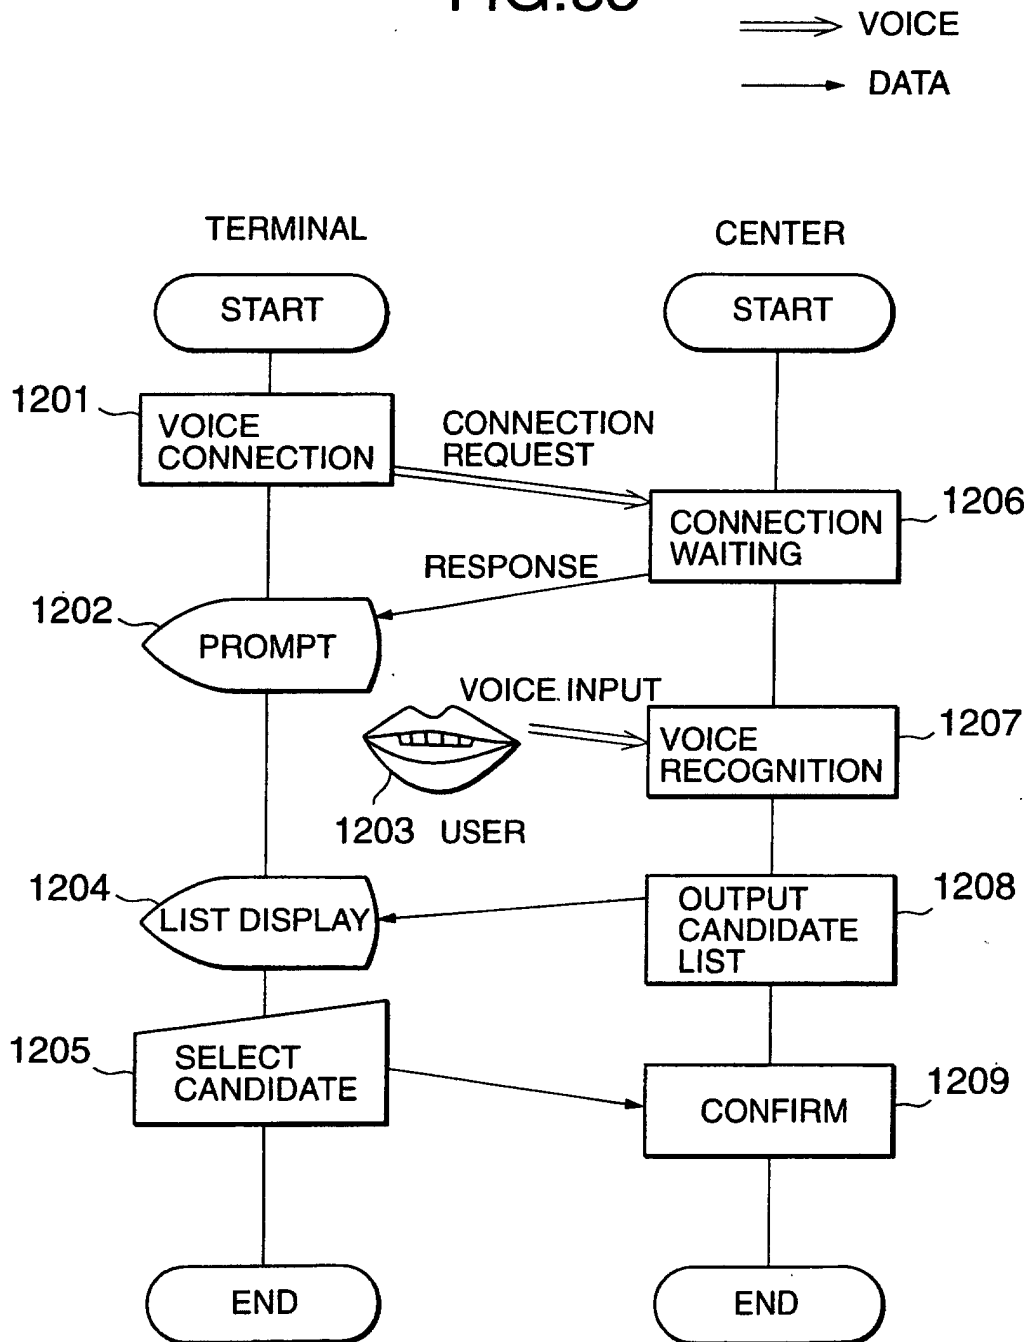 VOICE
DATA
TERMINAL
CENTER
START
START
1201
VOICE
CONNECTION
CONNECTION
REQUEST
1206
CONNECTION
WAITING
RESPONSE
1202
PROMPT
VOICE INPUT
1207
VOICE
RECOGNITION
1203 USER
1204
LIST DISPLAY
1208
OUTPUT
CANDIDATE
LIST
1205
SELECT
CANDIDATE
1209
CONFIRM
END
END